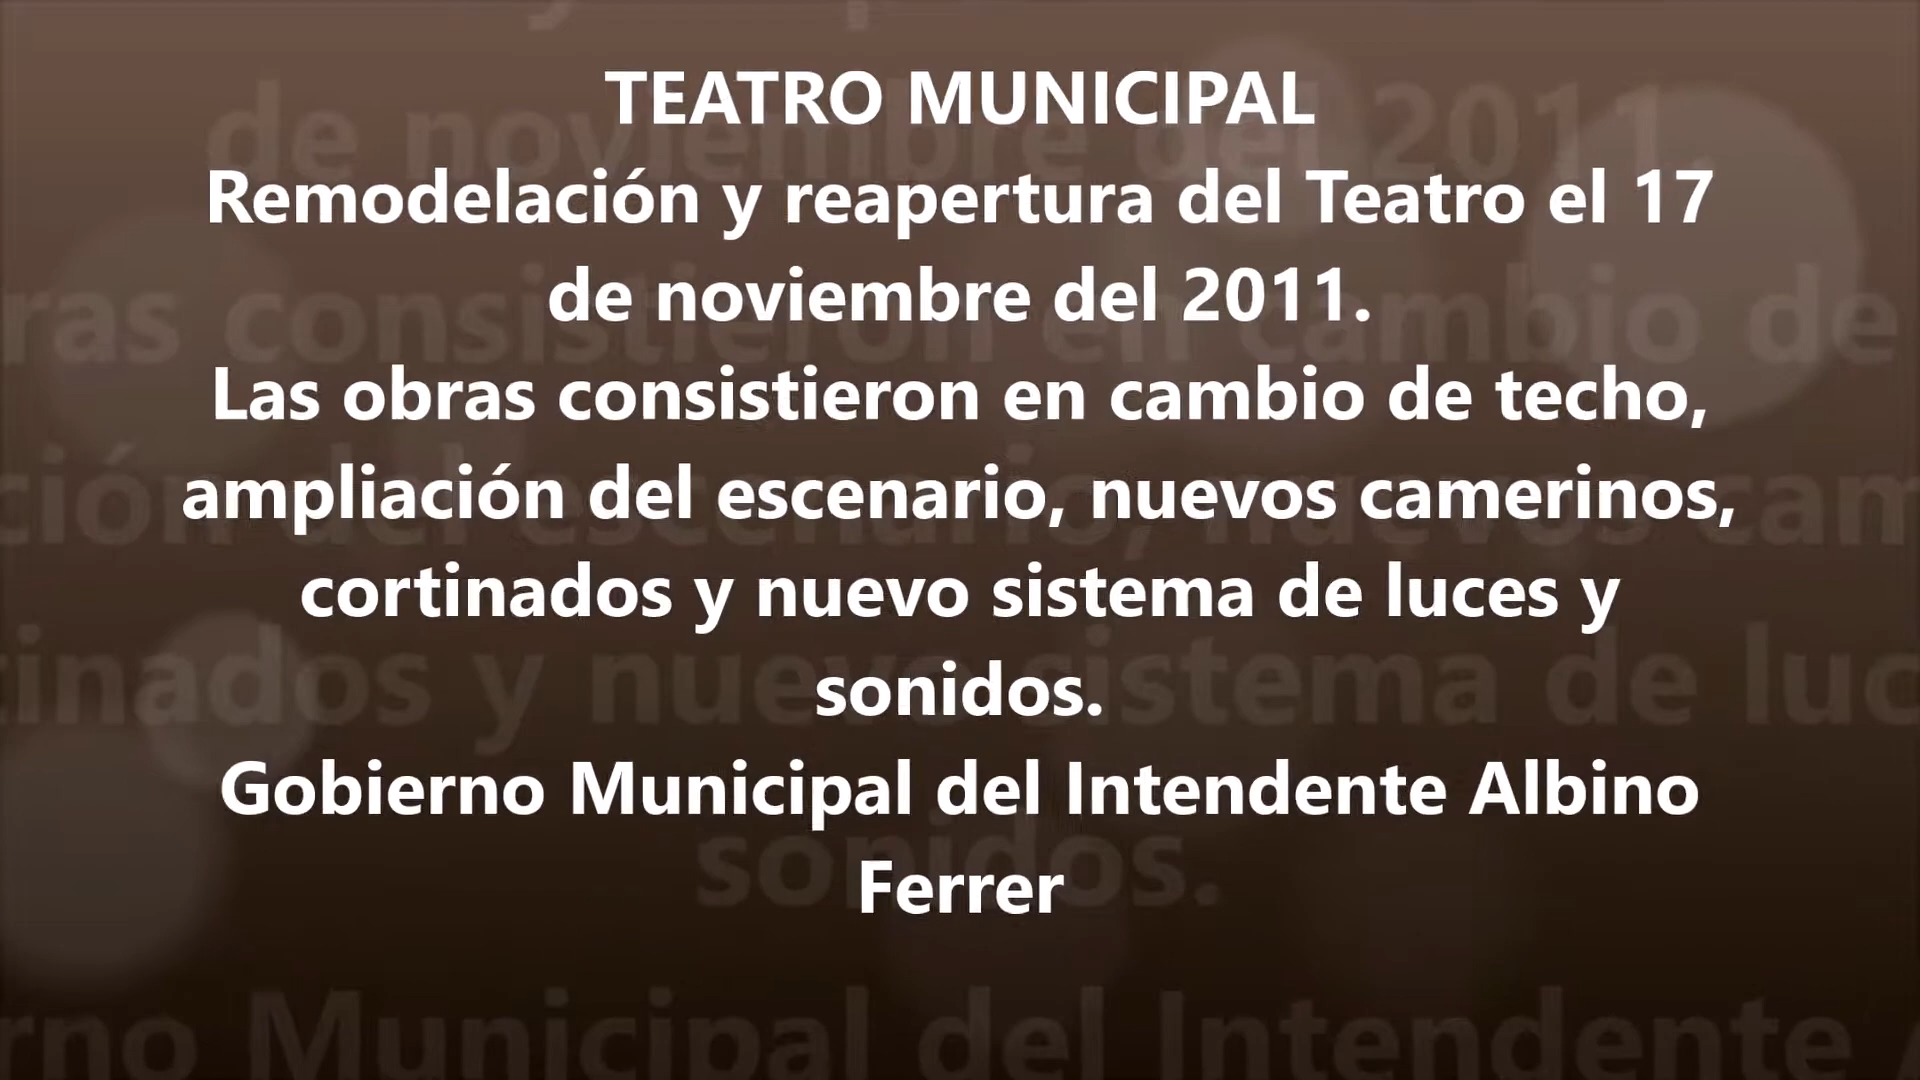 TEATRO MUNICIPAL
Remodelación y reapertura del Teatro el 17
de noviembre del 2011.
Las obras consistieron en cambio de techo,
ampliación del escenario, nuevos camerinos,
cortinados y nuevo sistema de luces y
sonidos.
Gobierno Municipal del Intendente Albino
Ferrer